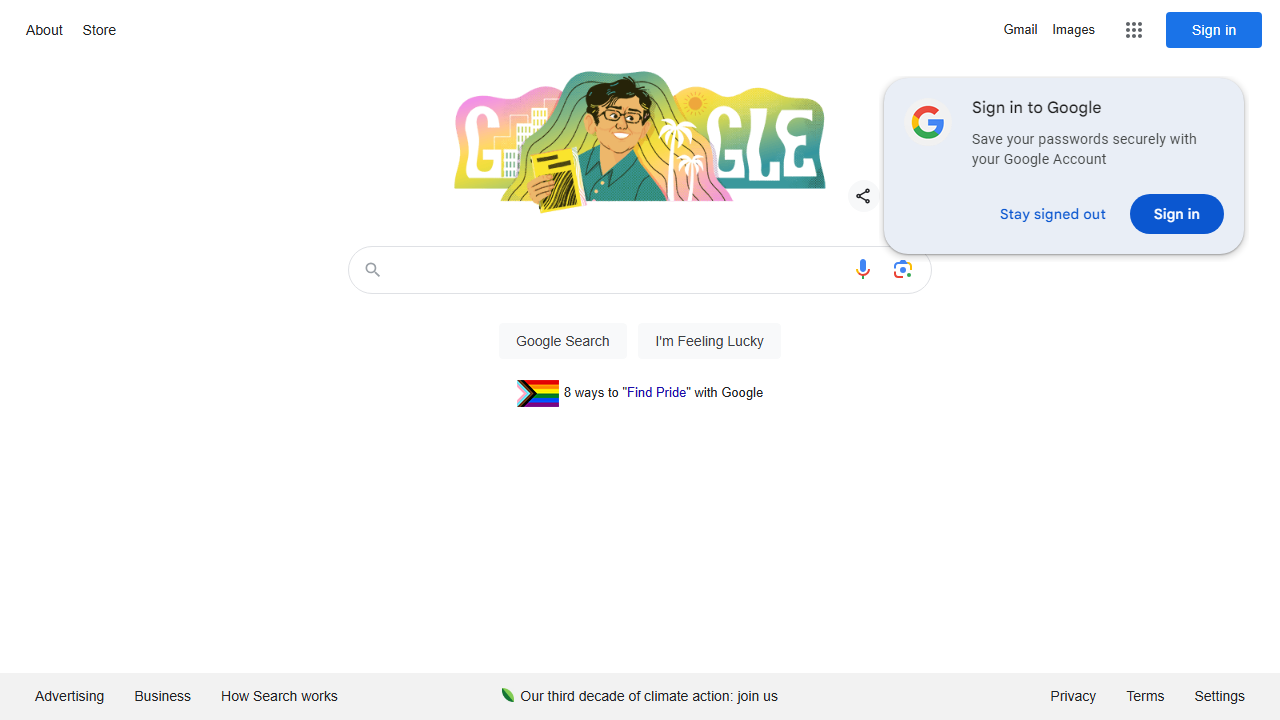 About
Store
Gmail
Images
Sign in
GOOGLE
Sign in to Google
Save your passwords securely with
your Google Account
Stay signed out
Sign in
Google Search
I'm Feeling Lucky
8 ways to "Find Pride" with Google
Advertising
Business
How Search works
Our third decade of climate action: join us
Privacy
Terms
Settings